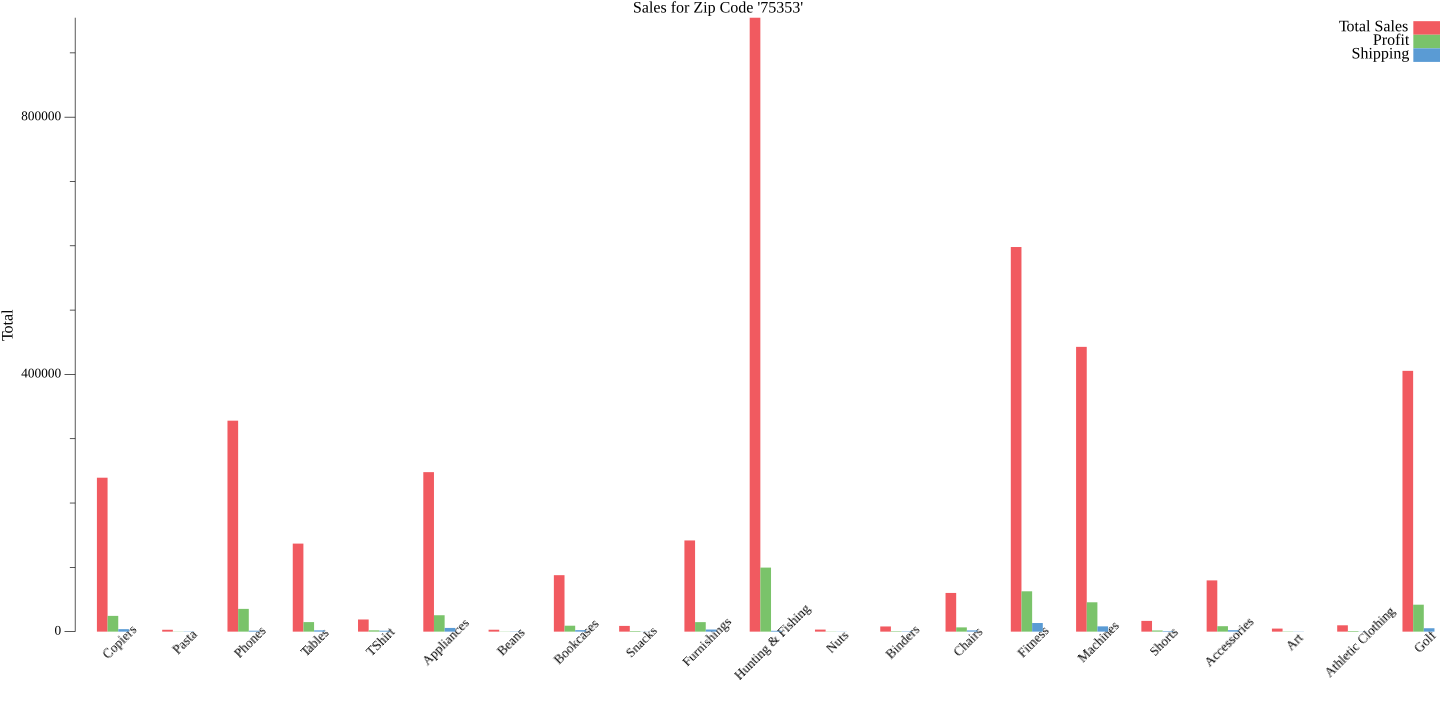 Sales for Zip Code '75353'
Total Sales
Profit
Shipping
800000
400000
0
Total
Copiers
Pasta
Phones
Tables
TShirt
Appliances
Beans
Bookcases
Snacks
Furnishings
Hunting & Fishing
Nuts
Binders
Chairs
Fitness
Machines
Shorts
Accessories
Art
Athletic Clothing
Golf